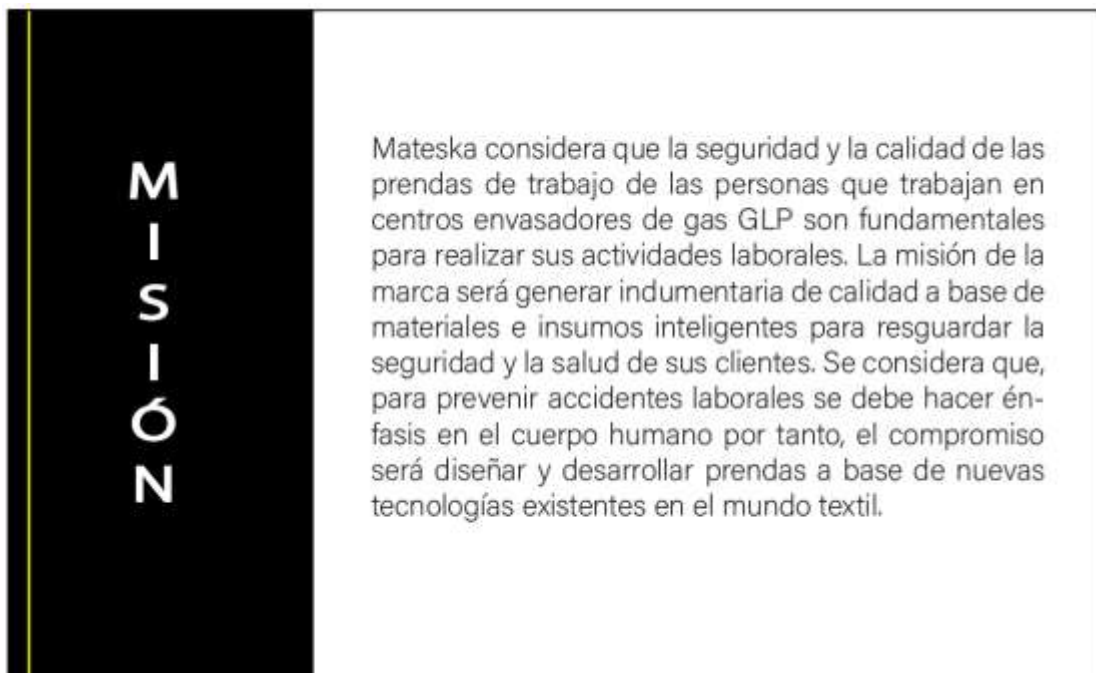 MISIÓN
Mateska considera que la seguridad y la calidad de las
prendas de trabajo de las personas que trabajan en
centros envasadores de gas GLP son fundamentales
para realizar sus actividades laborales. La misión de la
marca será generar indumentaria de calidad a base de
materiales e insumos inteligentes para resguardar la
seguridad y la salud de sus clientes. Se considera que,
para prevenir accidentes laborales se debe hacer én-
fasis en el cuerpo humano por tanto, el compromiso
será diseñar y desarrollar prendas a base de nuevas
tecnologías existentes en el mundo textil.